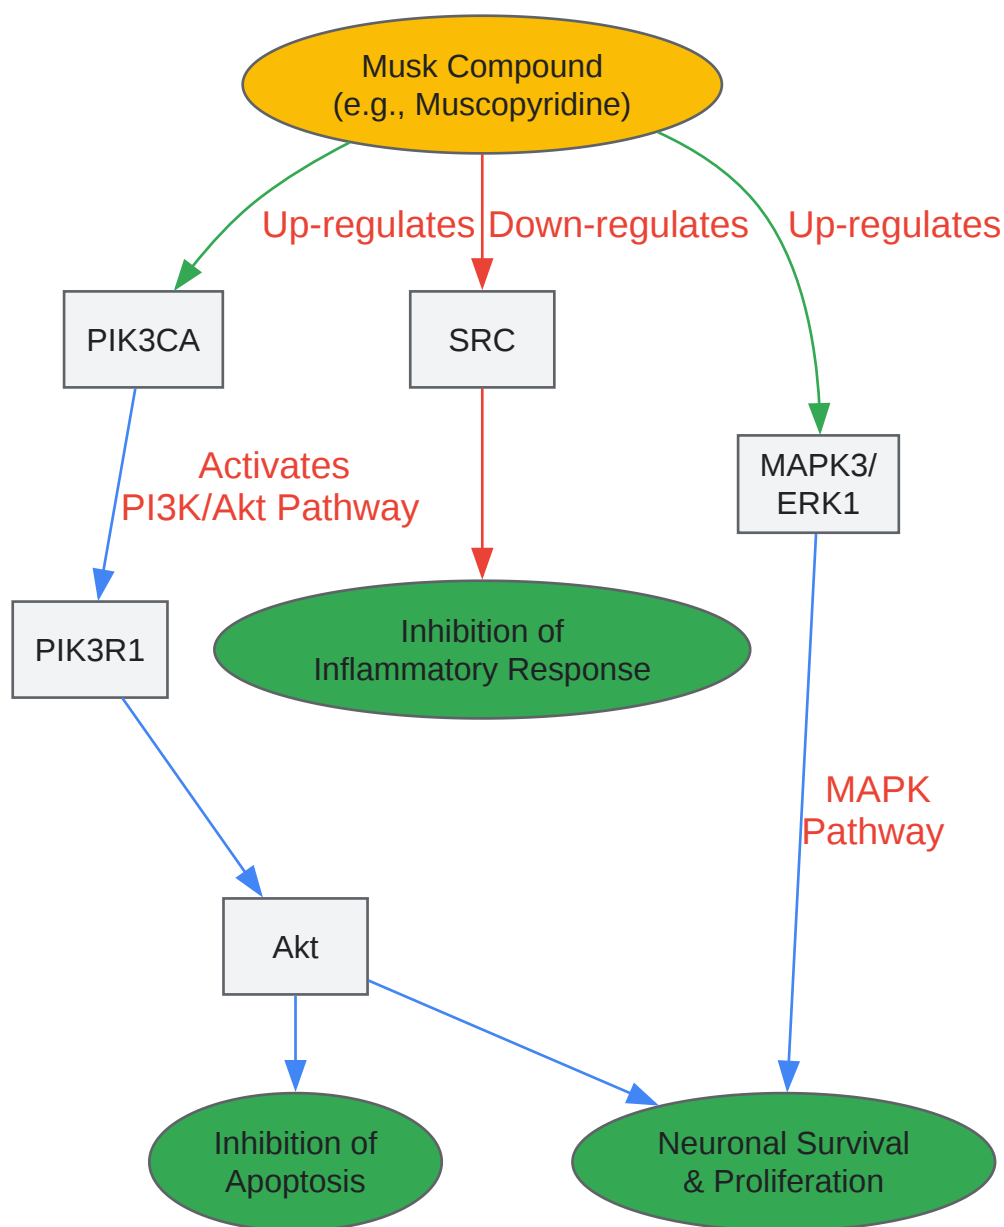 Musk Compound
(e.g., Muscopyridine)
Up-regulates
Down-regulates
Up-regulates
PIK3CA
SRC
MAPK3/
ERK1
Activates
PI3K/Akt Pathway
PIK3R1
Inhibition of
Inflammatory Response
MAPK
Pathway
Akt
Inhibition of
Apoptosis
Neuronal Survival
& Proliferation